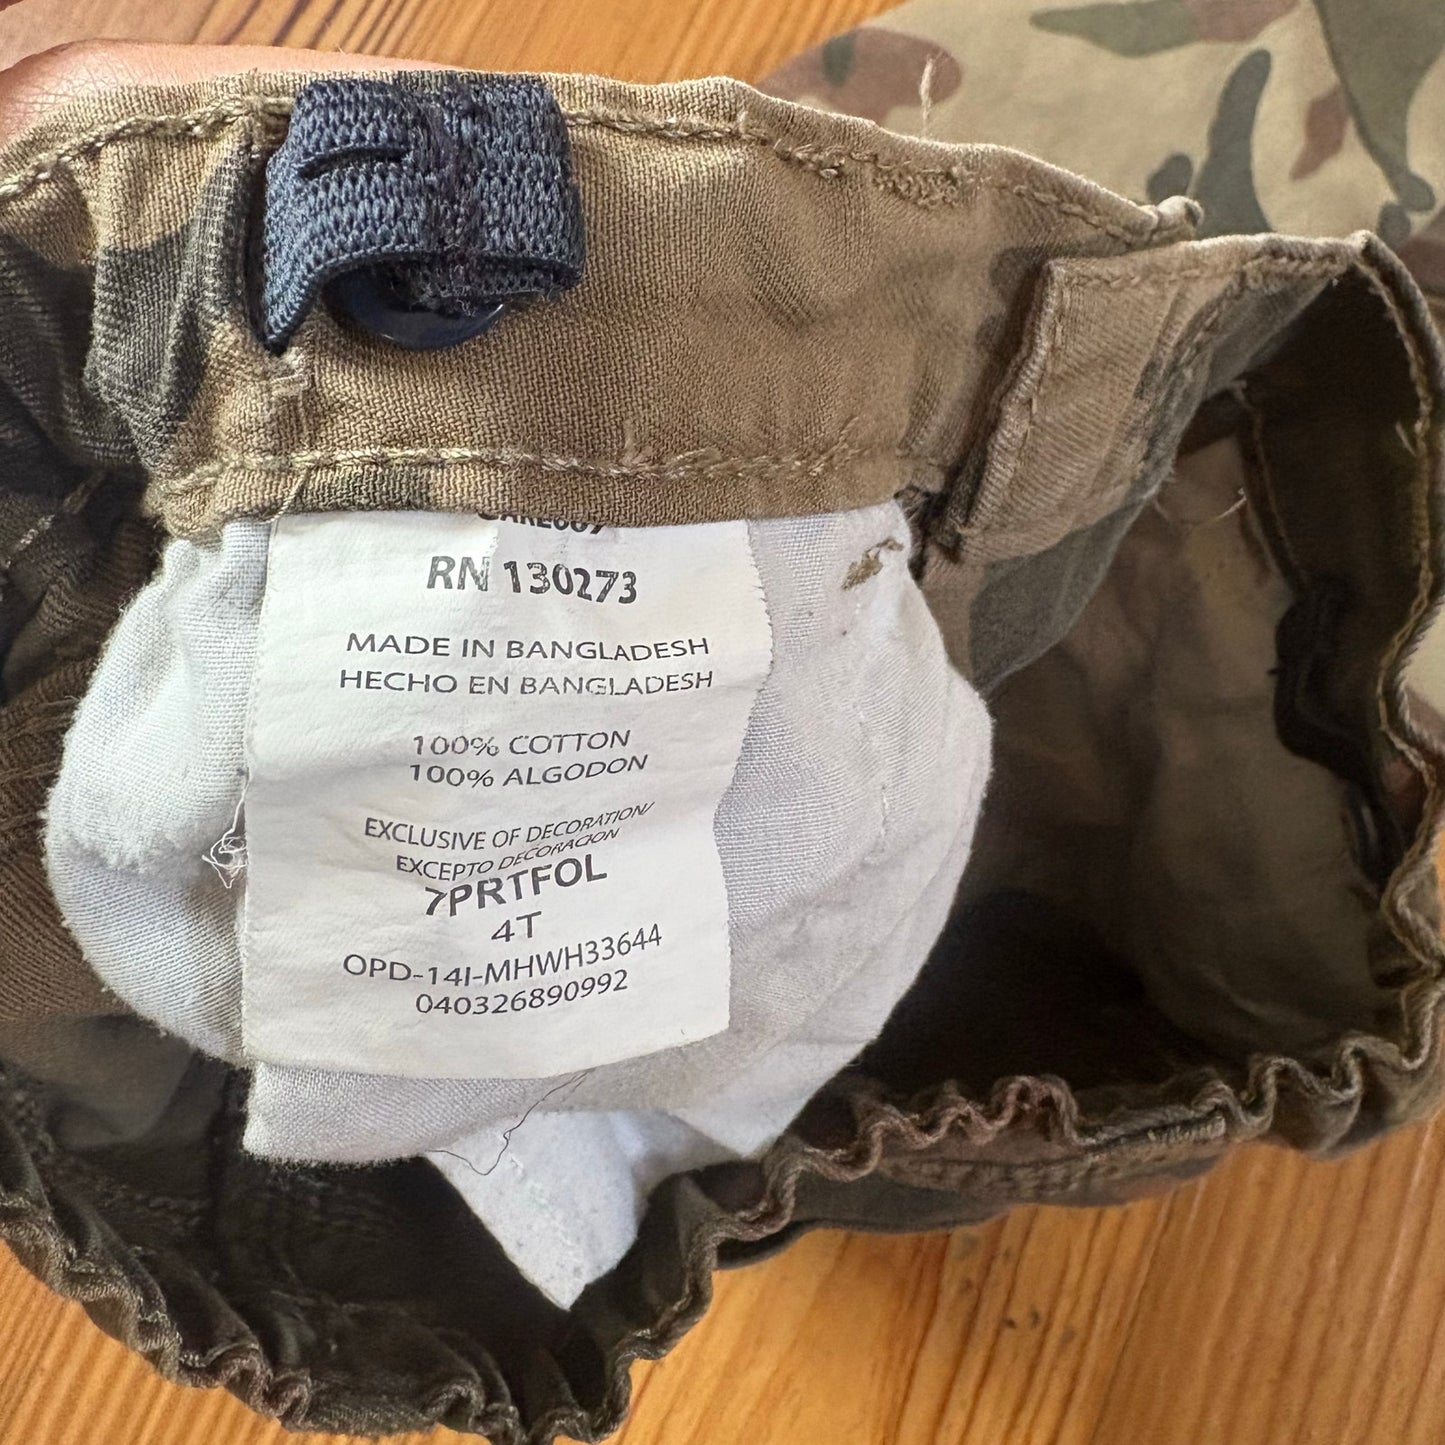 RN 130273
MADE IN BANGLADESH
HECHO EN BANGLADESH
100% COTTON
100% ALGODON
EXCLUSIVE OF DECORATION/
EXCEPTO DECORACION
7PRTFOL
4T
OPD-14I-MHWH33644
040326890992